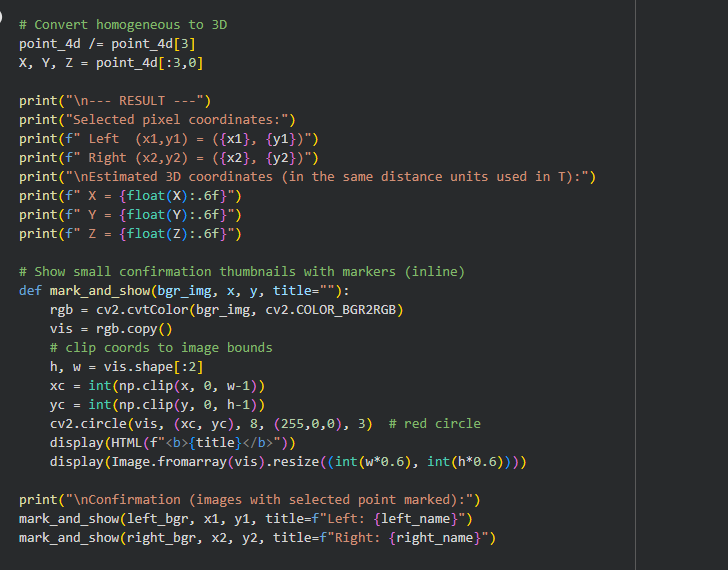 # Convert homogeneous to 3D
point_4d /= point_4d[3]
X, Y, Z = point_4d[:3,0]

print("\n--- RESULT ---")
print("Selected pixel coordinates:")
print(f" Left  (x1,y1) = ({x1}, {y1})")
print(f" Right (x2,y2) = ({x2}, {y2})")
print("\nEstimated 3D coordinates (in the same distance units used in T):")
print(f" X = {float(X):.6f}")
print(f" Y = {float(Y):.6f}")
print(f" Z = {float(Z):.6f}")

# Show small confirmation thumbnails with markers (inline)
def mark_and_show(bgr_img, x, y, title=""):
    rgb = cv2.cvtColor(bgr_img, cv2.COLOR_BGR2RGB)
    vis = rgb.copy()
    # clip coords to image bounds
    h, w = vis.shape[:2]
    xc = int(np.clip(x, 0, w-1))
    yc = int(np.clip(y, 0, h-1))
    cv2.circle(vis, (xc, yc), 8, (255,0,0), 3)  # red circle
    display(HTML(f"<b>{title}</b>"))
    display(Image.fromarray(vis).resize((int(w*0.6), int(h*0.6))))

print("\nConfirmation (images with selected point marked):")
mark_and_show(left_bgr, x1, y1, title=f"Left: {left_name}")
mark_and_show(right_bgr, x2, y2, title=f"Right: {right_name}")